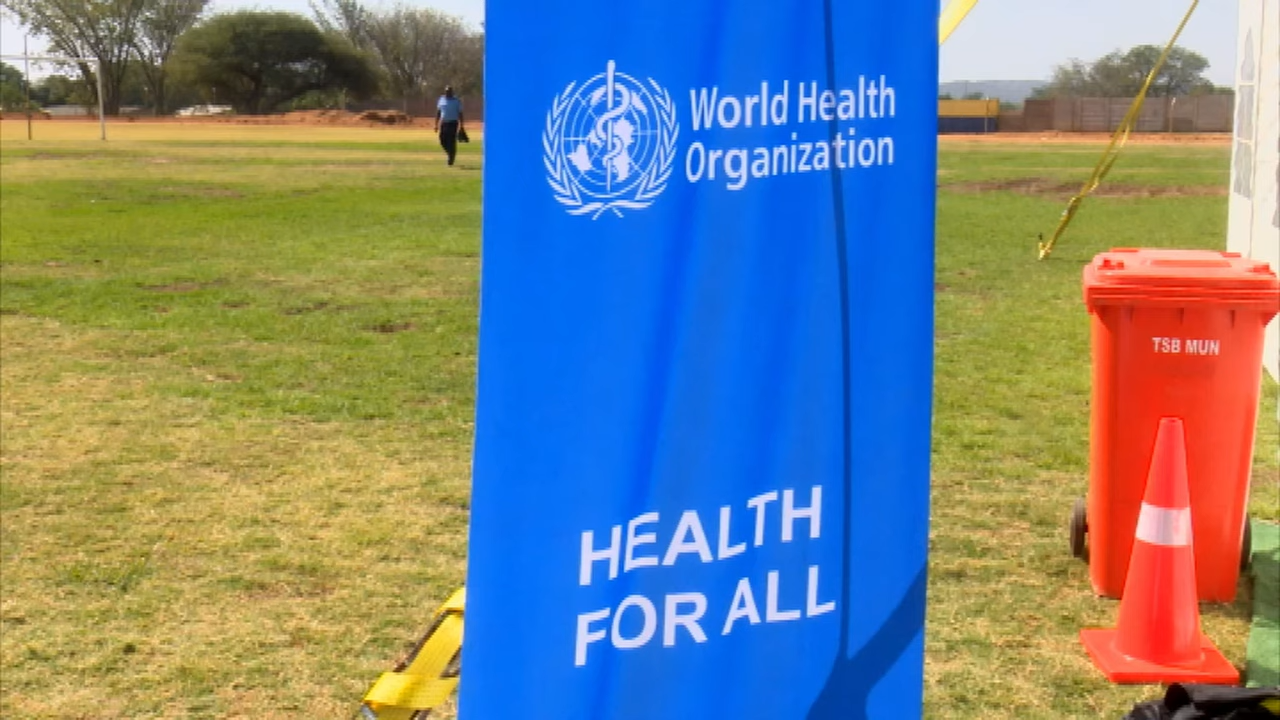 World Health
Organization
HEALTH
FOR ALL
TSB MUN